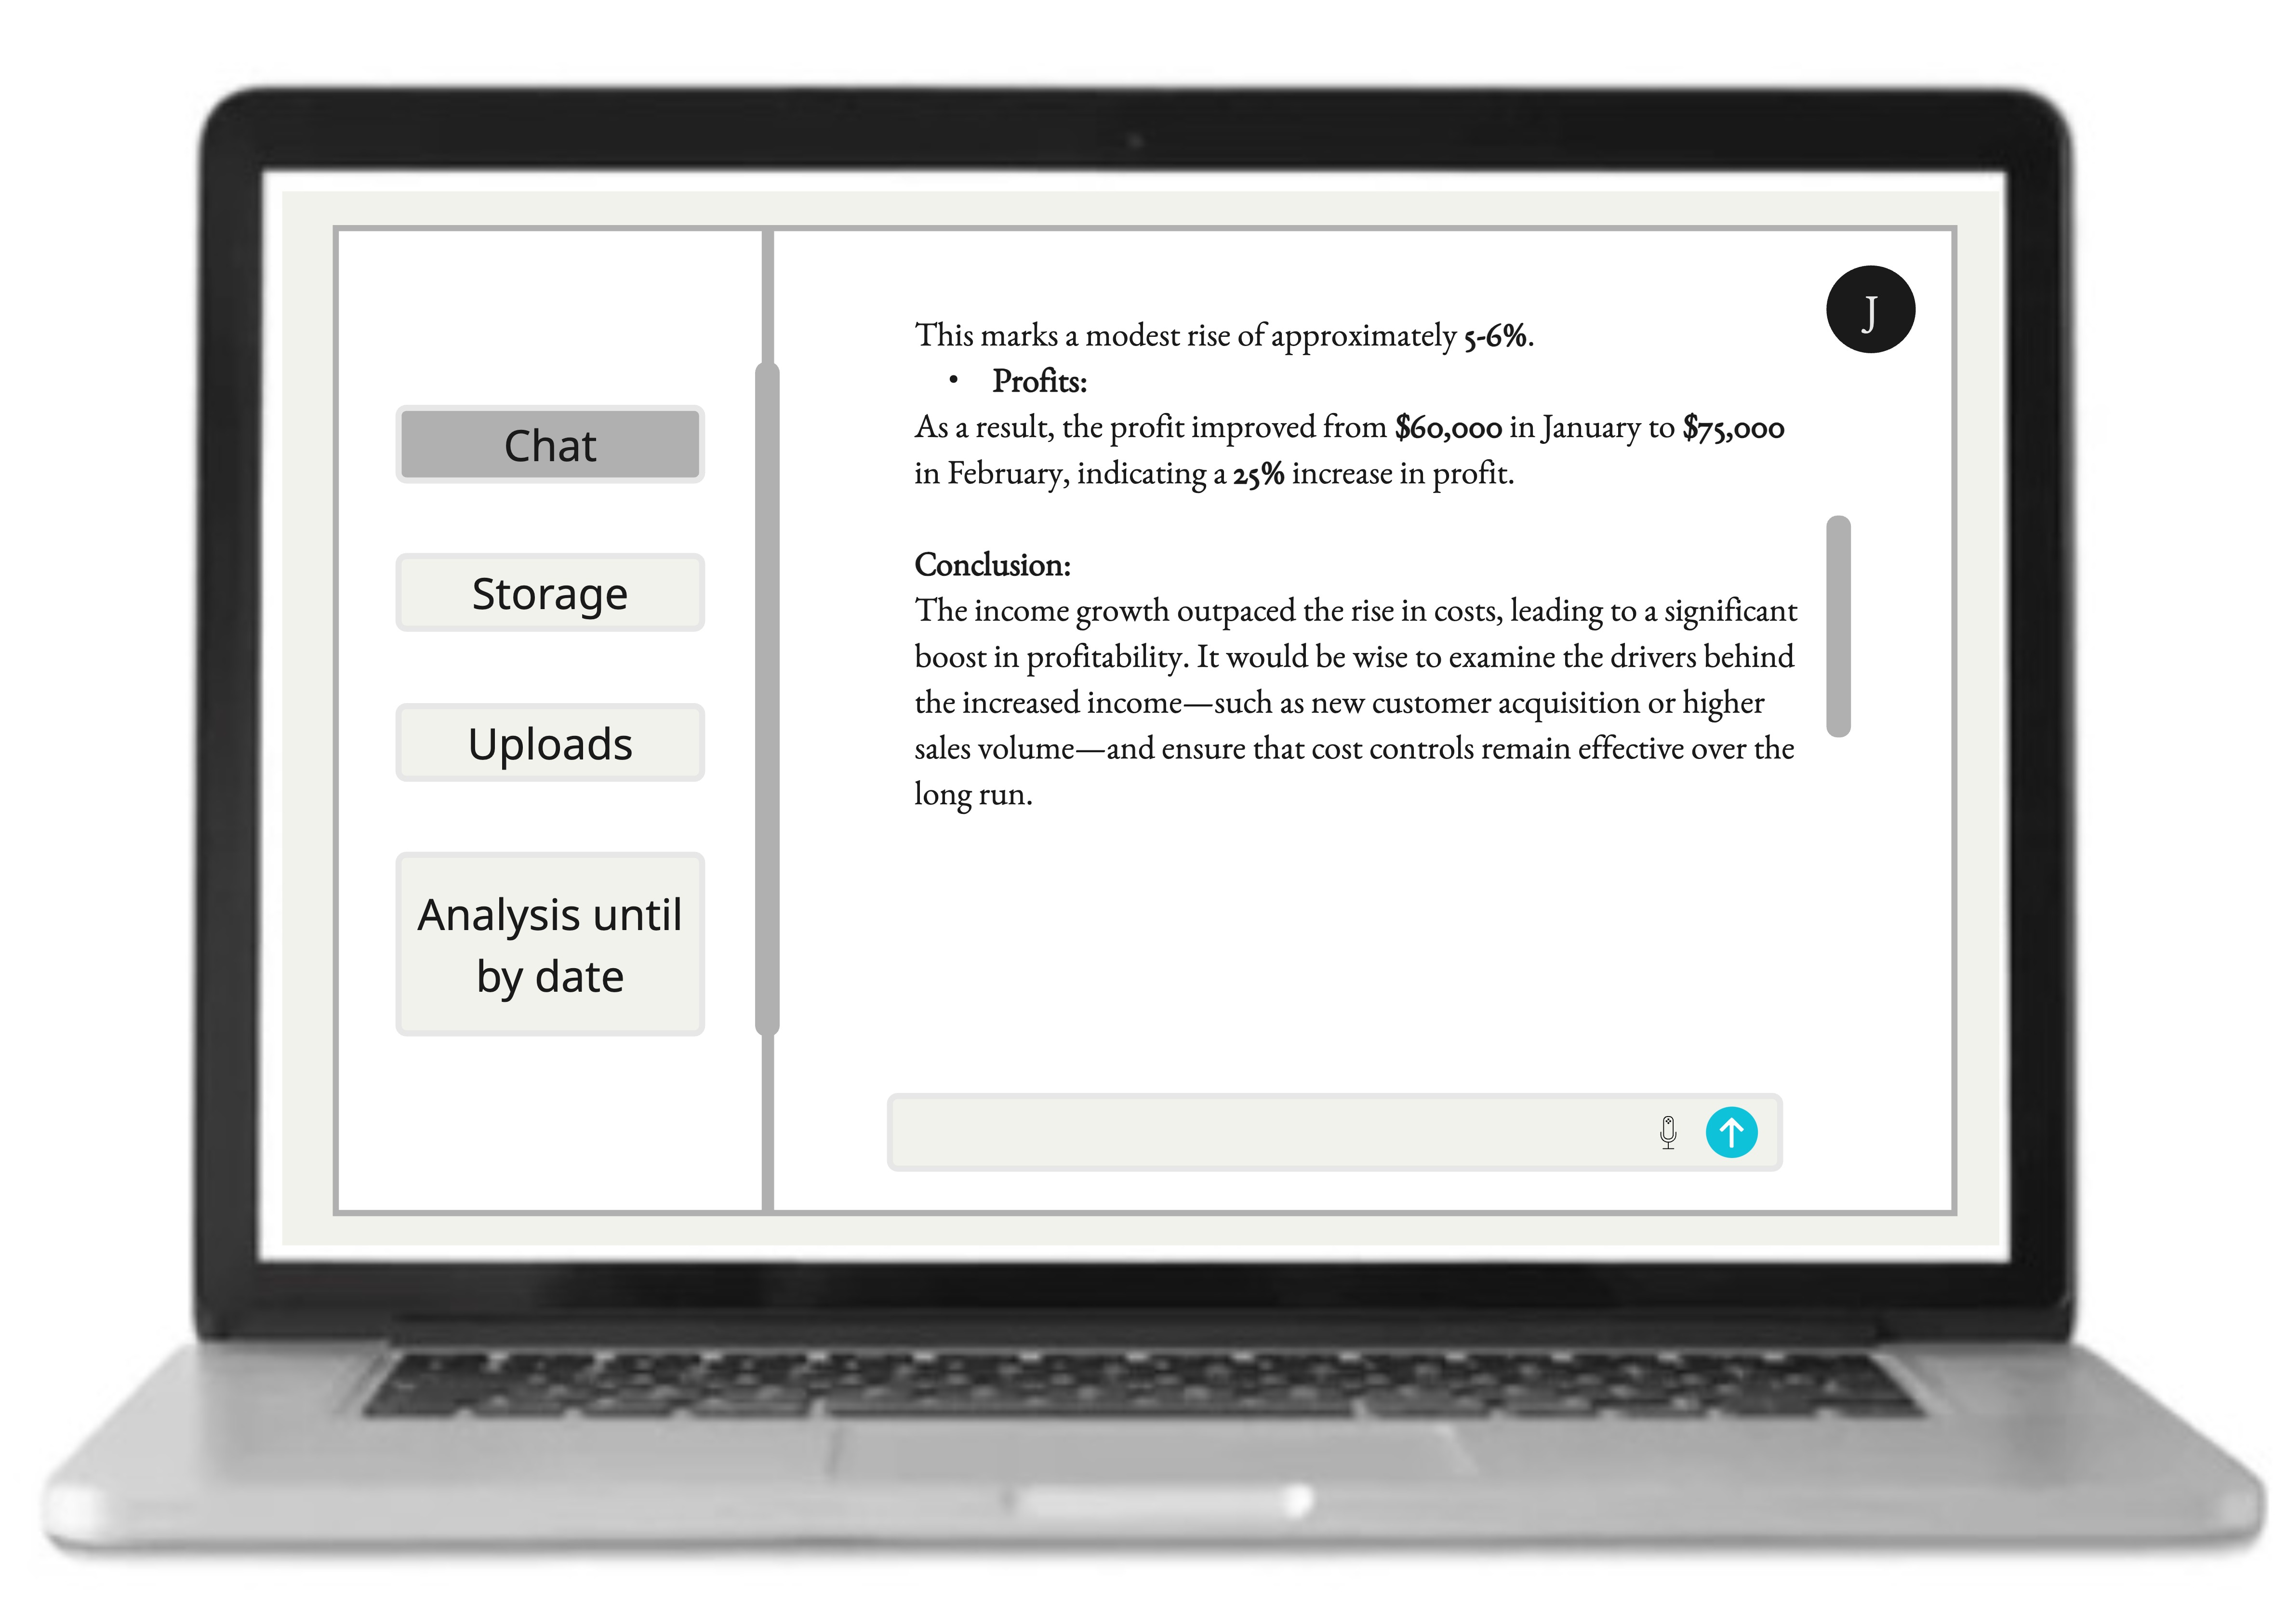 J
This marks a modest rise of approximately 5-6%.
• Profits:
As a result, the profit improved from $60,000 in January to $75,000
in February, indicating a 25% increase in profit.
Conclusion:
The income growth outpaced the rise in costs, leading to a significant
boost in profitability. It would be wise to examine the drivers behind
the increased income—such as new customer acquisition or higher
sales volume—and ensure that cost controls remain effective over the
long run.
Chat
Storage
Uploads
Analysis until
by date